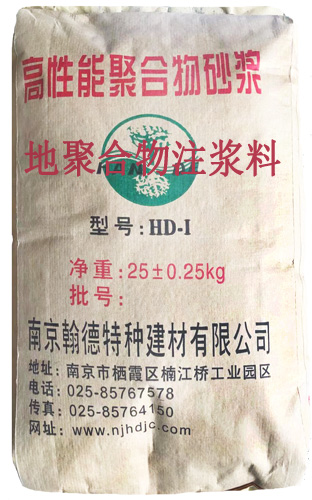 高性能聚合物砂浆
地聚合物注浆料
型号:HD-I
净重:25±0.25kg
批号:
南京翰德特种建材有限公司
地址:南京市栖霞区楠江桥工业园区
电话:025-85767578
传真:025-85764150
网址:www.njhdjc.com